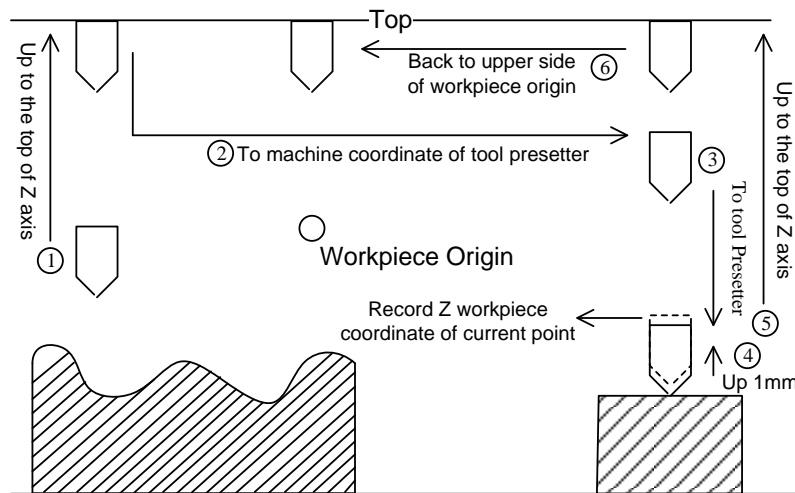 Top
Up to the top of Z axis
Back to upper side
of workpiece origin
6
2 To machine coordinate of tool presetter
3
To tool Presetter
Up to the top of Z axis
1
Workpiece Origin
Record Z workpiece
coordinate of current point
5
4
Up 1mm